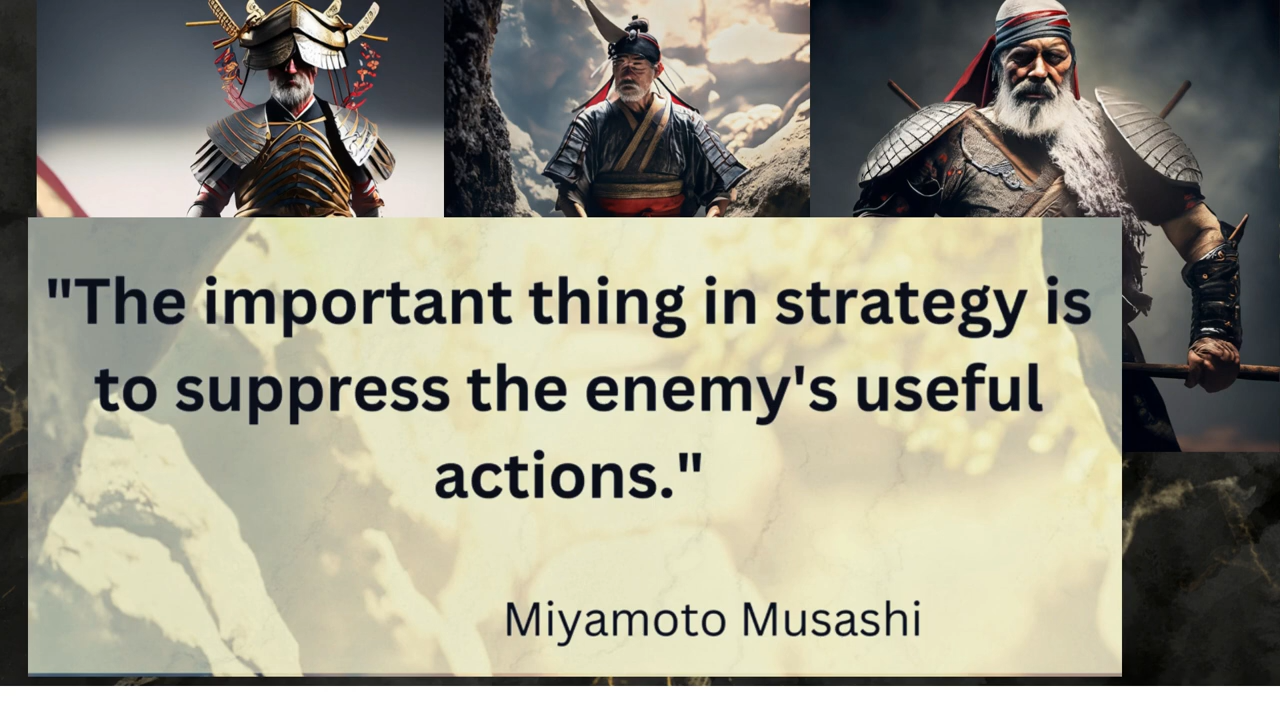 "The important thing in strategy is
to suppress the enemy's useful
actions."
Miyamoto Musashi